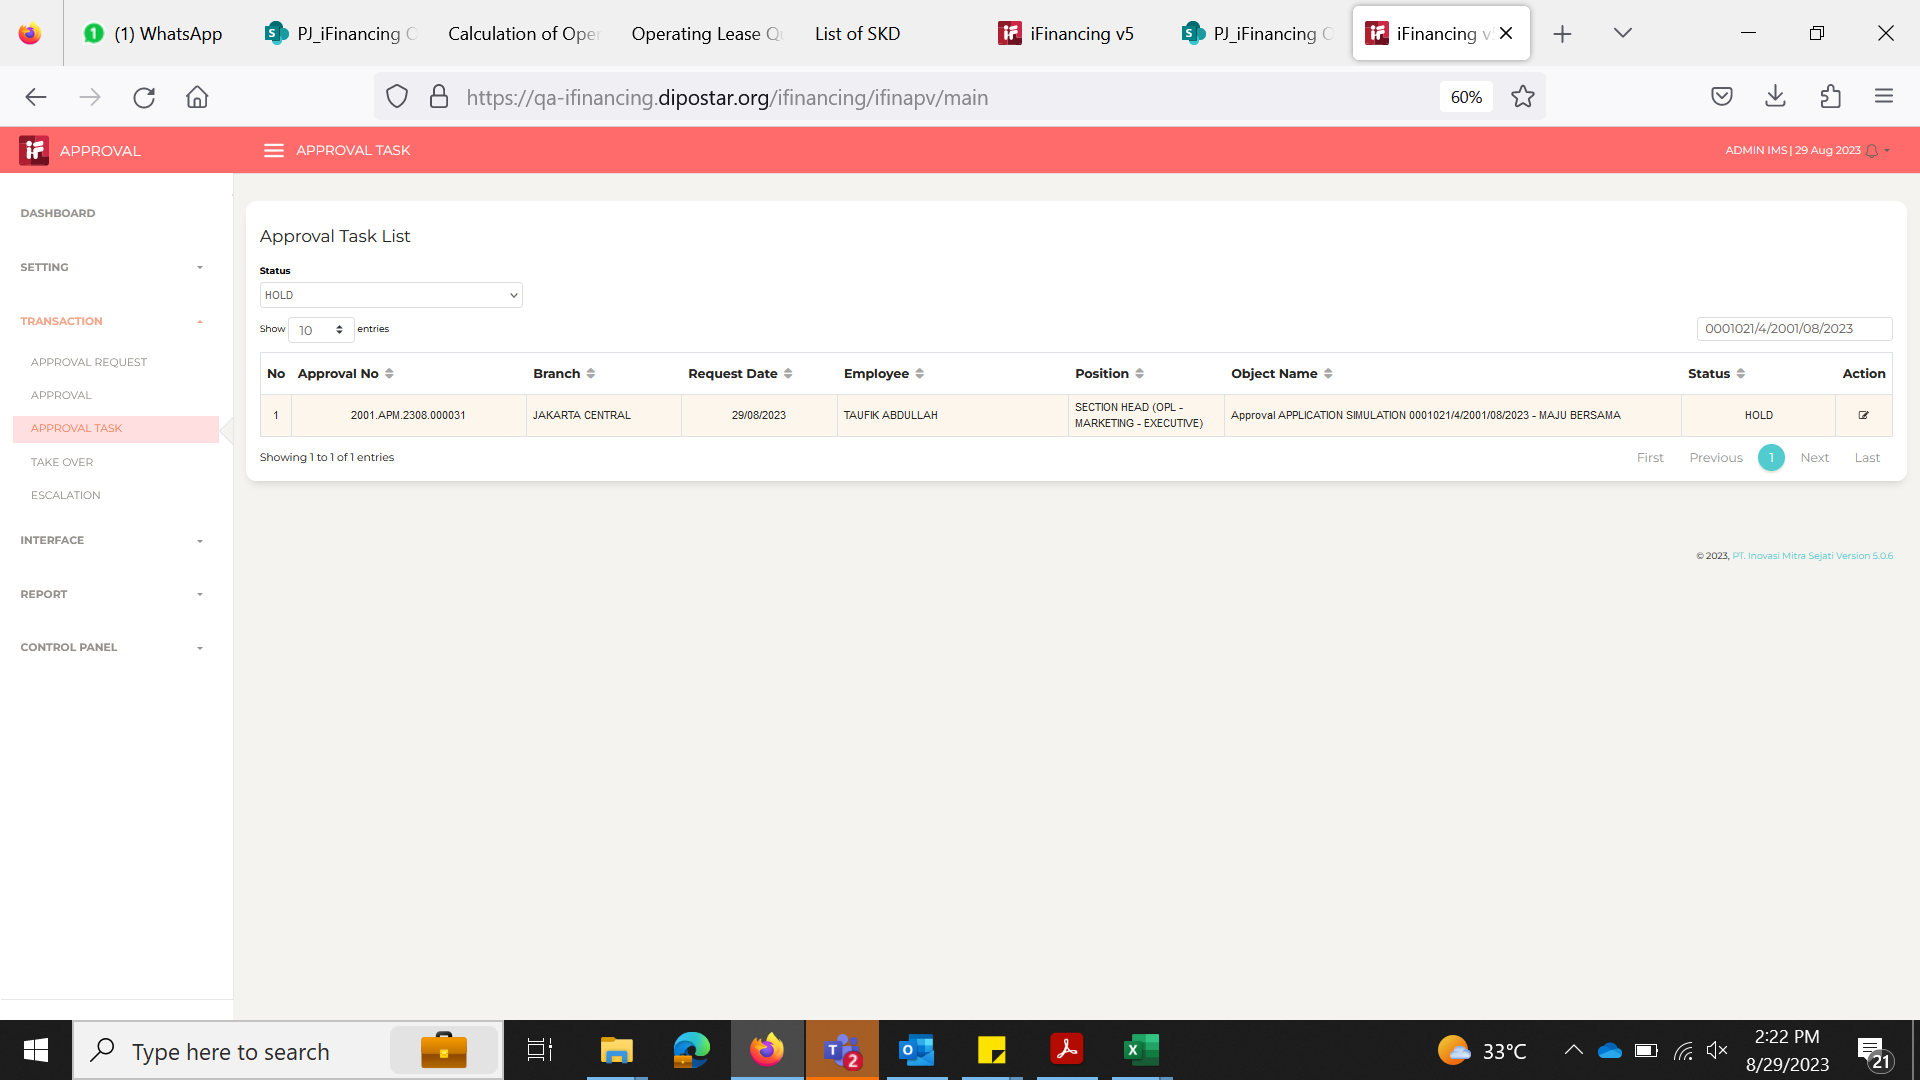 (1) WhatsApp
PJ_iFinancing
Calculation of Oper
Operating Lease Qu
List of SKD
iFinancing v5
PJ_iFinancing
iFinancing v
https://qa-ifinancing.dipostar.org/ifinancing/ifinapv/main
60%
iF APPROVAL
APPROVAL TASK
ADMIN IMS | 29 Aug 2023
DASHBOARD
SETTING
TRANSACTION
APPROVAL REQUEST
APPROVAL
APPROVAL TASK
TAKE OVER
ESCALATION
INTERFACE
REPORT
CONTROL PANEL
Approval Task List
Status
HOLD
Show 10 entries
0001021/4/2001/08/2023
No Approval No Branch Request Date Employee Position Object Name Status Action
1 2001.APM.2308.000031 JAKARTA CENTRAL 29/08/2023 TAUFIK ABDULLAH SECTION HEAD (OPL - MARKETING - EXECUTIVE) Approval APPLICATION SIMULATION 0001021/4/2001/08/2023 - MAJU BERSAMA HOLD
Showing 1 to 1 of 1 entries
First Previous 1 Next Last
© 2023, PT. Inovasi Mitra Sejati Version 5.0.6
Type here to search
2
33°C
2:22 PM
8/29/2023
21